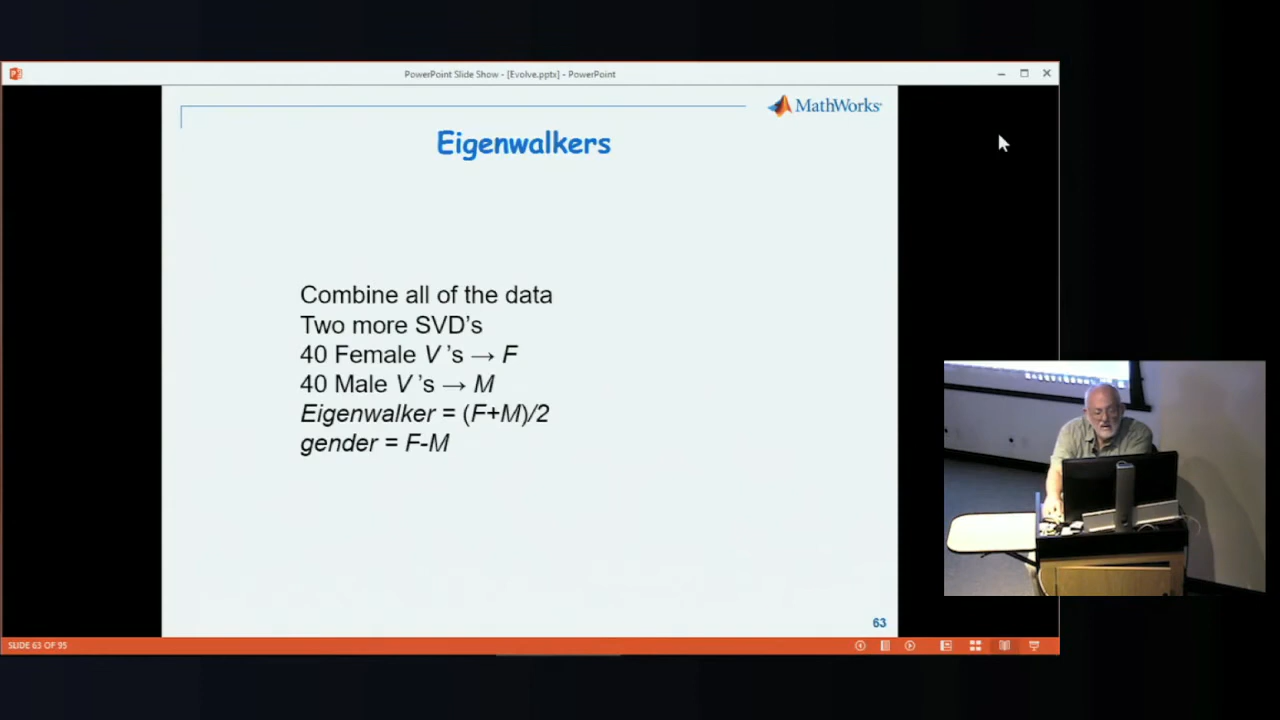 PowerPoint Slide Show - [Evolve.pptx] - PowerPoint
MathWorks®
Eigenwalkers
Combine all of the data
Two more SVD's
40 Female V 's → F
40 Male V 's → M
Eigenwalker = (F+M)/2
gender = F-M
63
SLIDE 63 OF 95